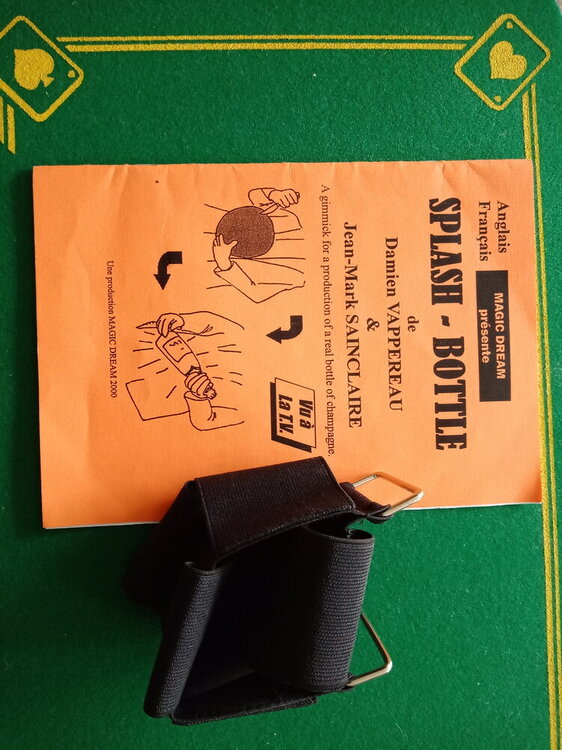 Anglais
Français
MAGIC DREAM
présente
SPLASH - BOTTLE
de
Damien VAPPEREAU
&
Jean-Mark SAINCLAIRE
A gimmick for a production of a real bottle of champagne.
Vu à
La T.V.
Une production MAGIC DREAM 2000